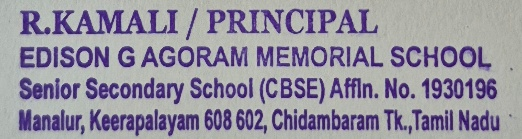 R.KAMALI / PRINCIPAL
EDISON G AGORAM MEMORIAL SCHOOL
Senior Secondary School (CBSE) Affln. No. 1930196
Manalur, Keerapalayam 608 602, Chidambaram Tk.,Tamil Nadu